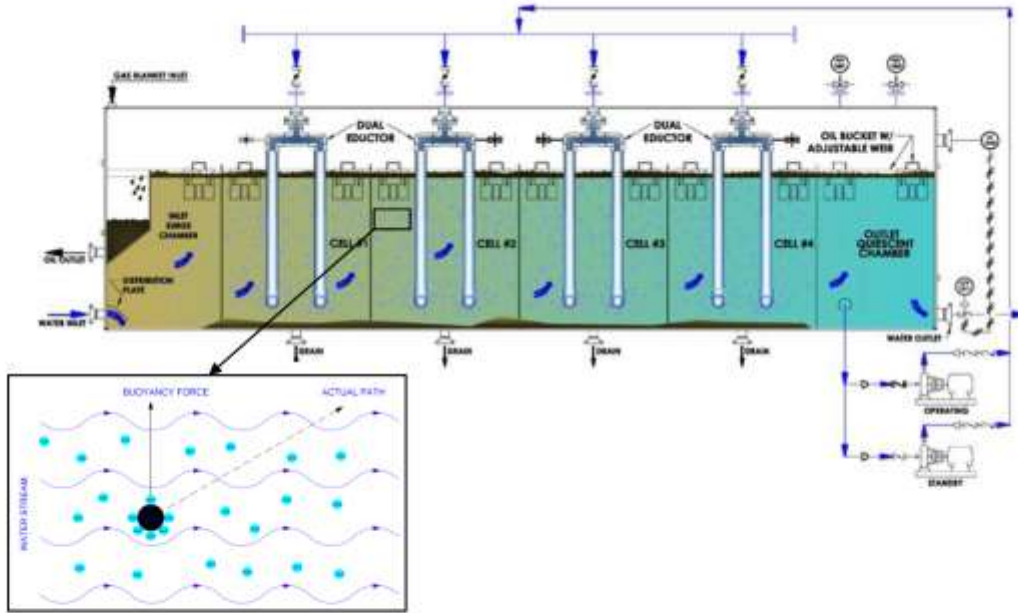 GAS BLANKET INLET
DUAL
EDUCTOR
DUAL
EDUCTOR
OIL BUCKET W/
ADJUSTABLE WEIR
INLET
SURGE
CHAMBER
CELL #1
CELL #2
CELL #3
CELL #4
OUTLET
QUIESCENT
CHAMBER
OIL OUTLET
DISTRIBUTION
PLATE
WATER INLET
WATER OUTLET
DRAIN
DRAIN
DRAIN
DRAIN
OPERATING
STANDBY
BUOYANCY FORCE
ACTUAL PATH
WATER STREAM